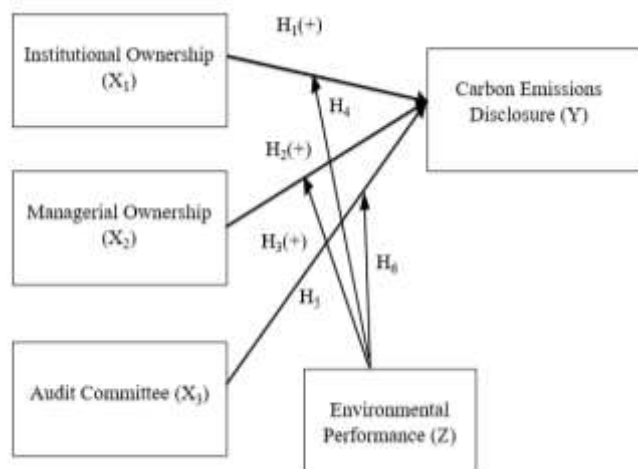 H₁(+)
Institutional Ownership
(X₁)
Carbon Emissions
Disclosure (Y)
H₄
H₂(+)
Managerial Ownership
(X₂)
H₃(+)
H₆
H₅
Audit Committee (X₃)
Environmental
Performance (Z)